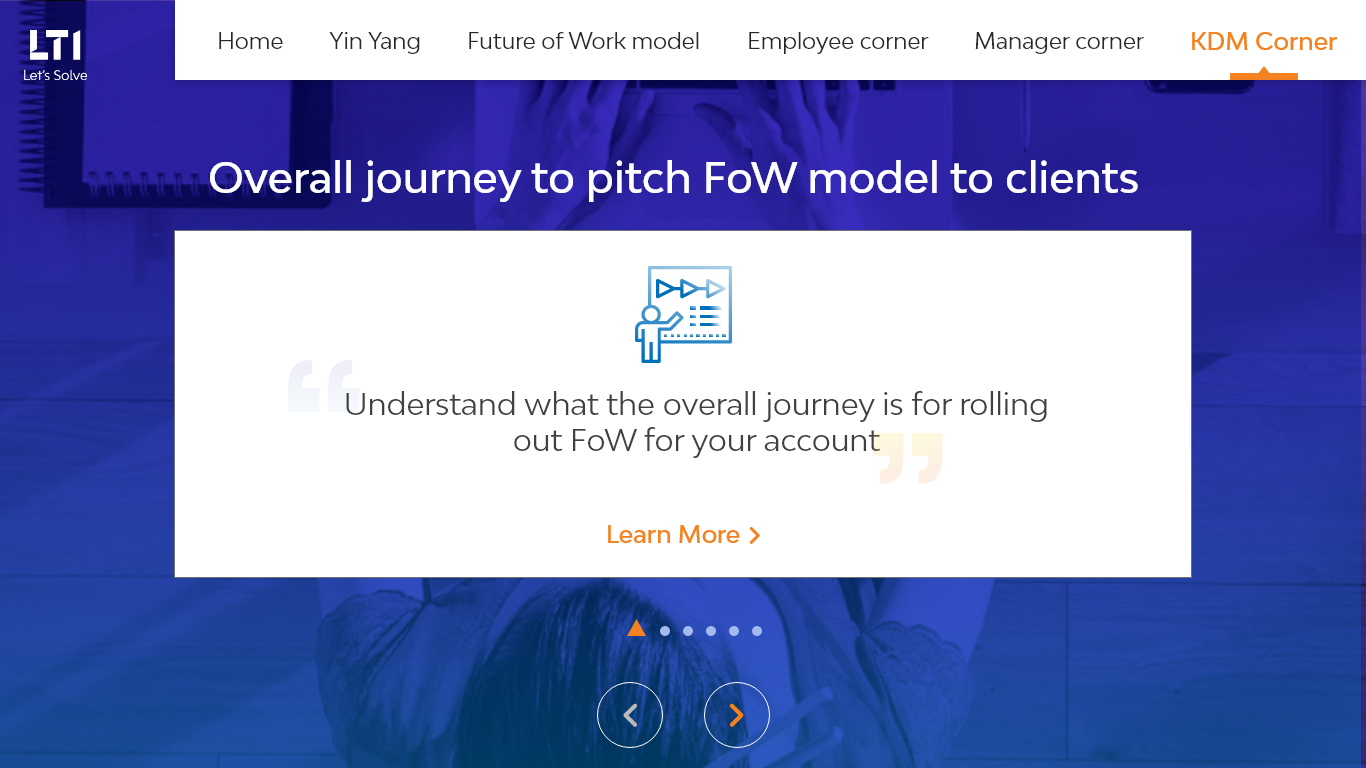 LTI
Let's Solve
Home
Yin Yang
Future of Work model
Employee corner
Manager corner
KDM Corner
Overall journey to pitch FoW model to clients
Understand what the overall journey is for rolling
out FoW for your account
Learn More